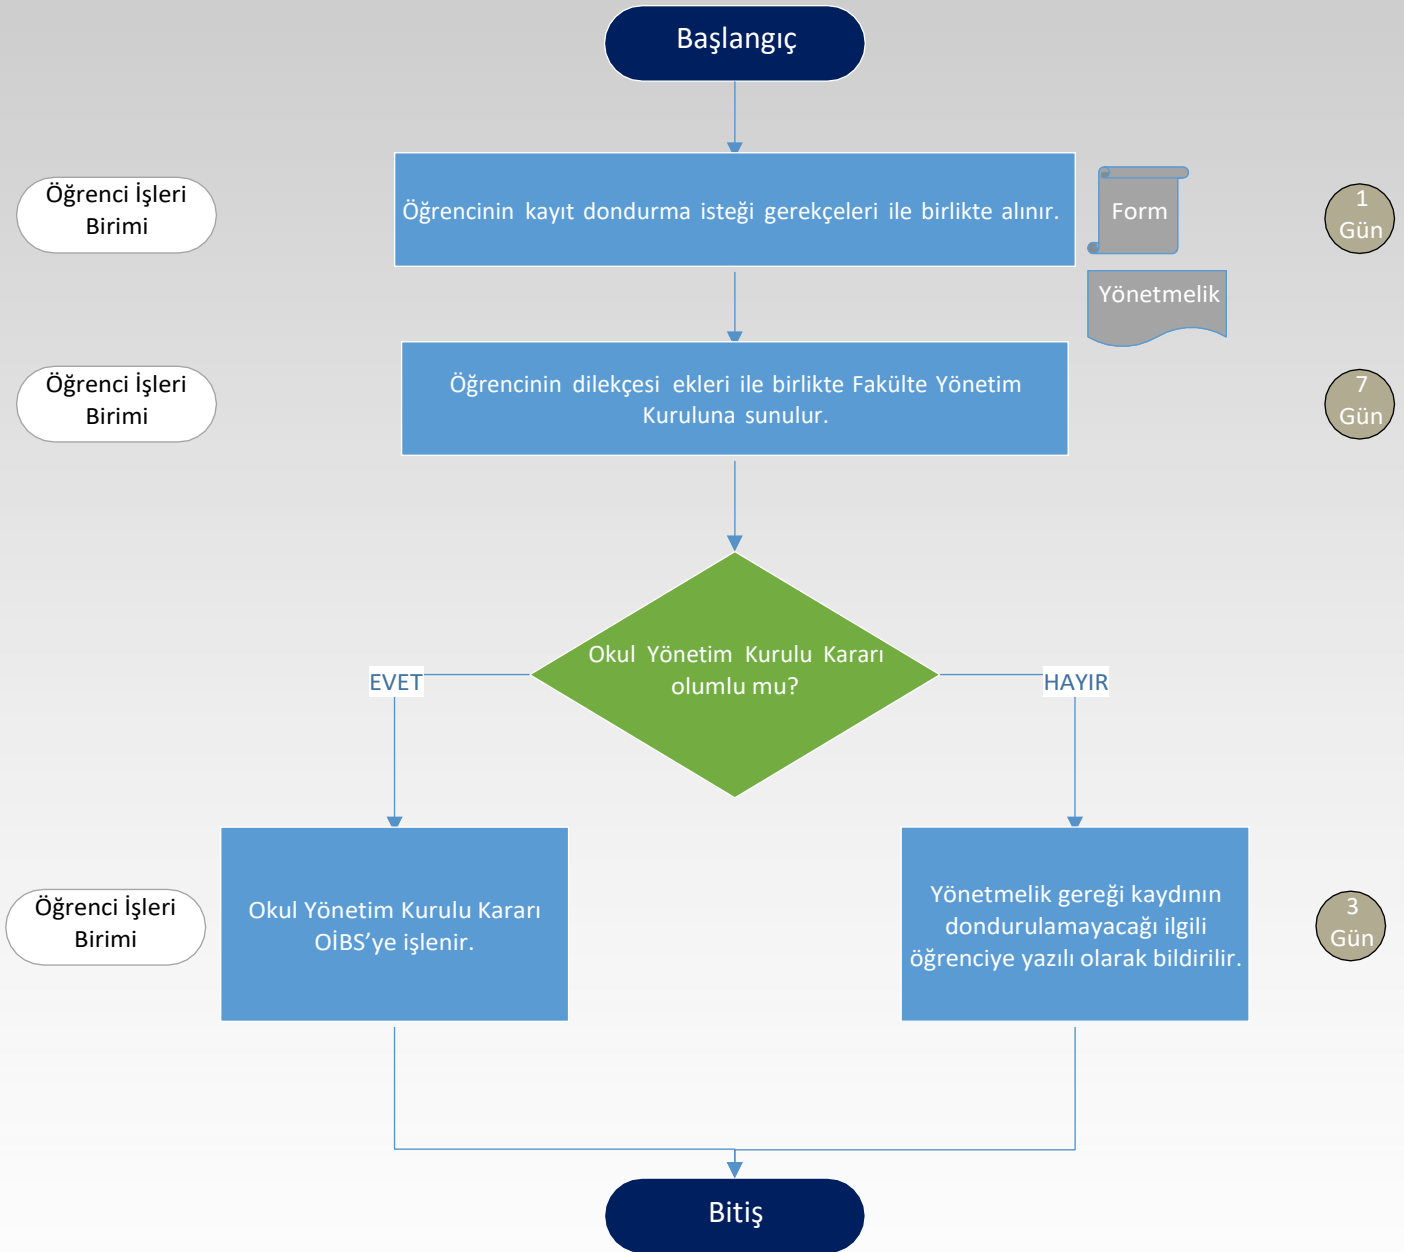 Başlangıç
Öğrenci İşleri
Birimi
Öğrencinin kayıt dondurma isteği gerekçeleri ile birlikte alınır.
Form
1
Gün
Yönetmelik
Öğrenci İşleri
Birimi
Öğrencinin dilekçesi ekleri ile birlikte Fakülte Yönetim
Kuruluna sunulur.
7
Gün
Okul Yönetim Kurulu Kararı
olumlu mu?
EVET
HAYIR
Öğrenci İşleri
Birimi
Okul Yönetim Kurulu Kararı
OİBS’ye işlenir.
Yönetmelik gereği kaydının
dondurulamayacağı ilgili
öğrenciye yazılı olarak bildirilir.
3
Gün
Bitiş